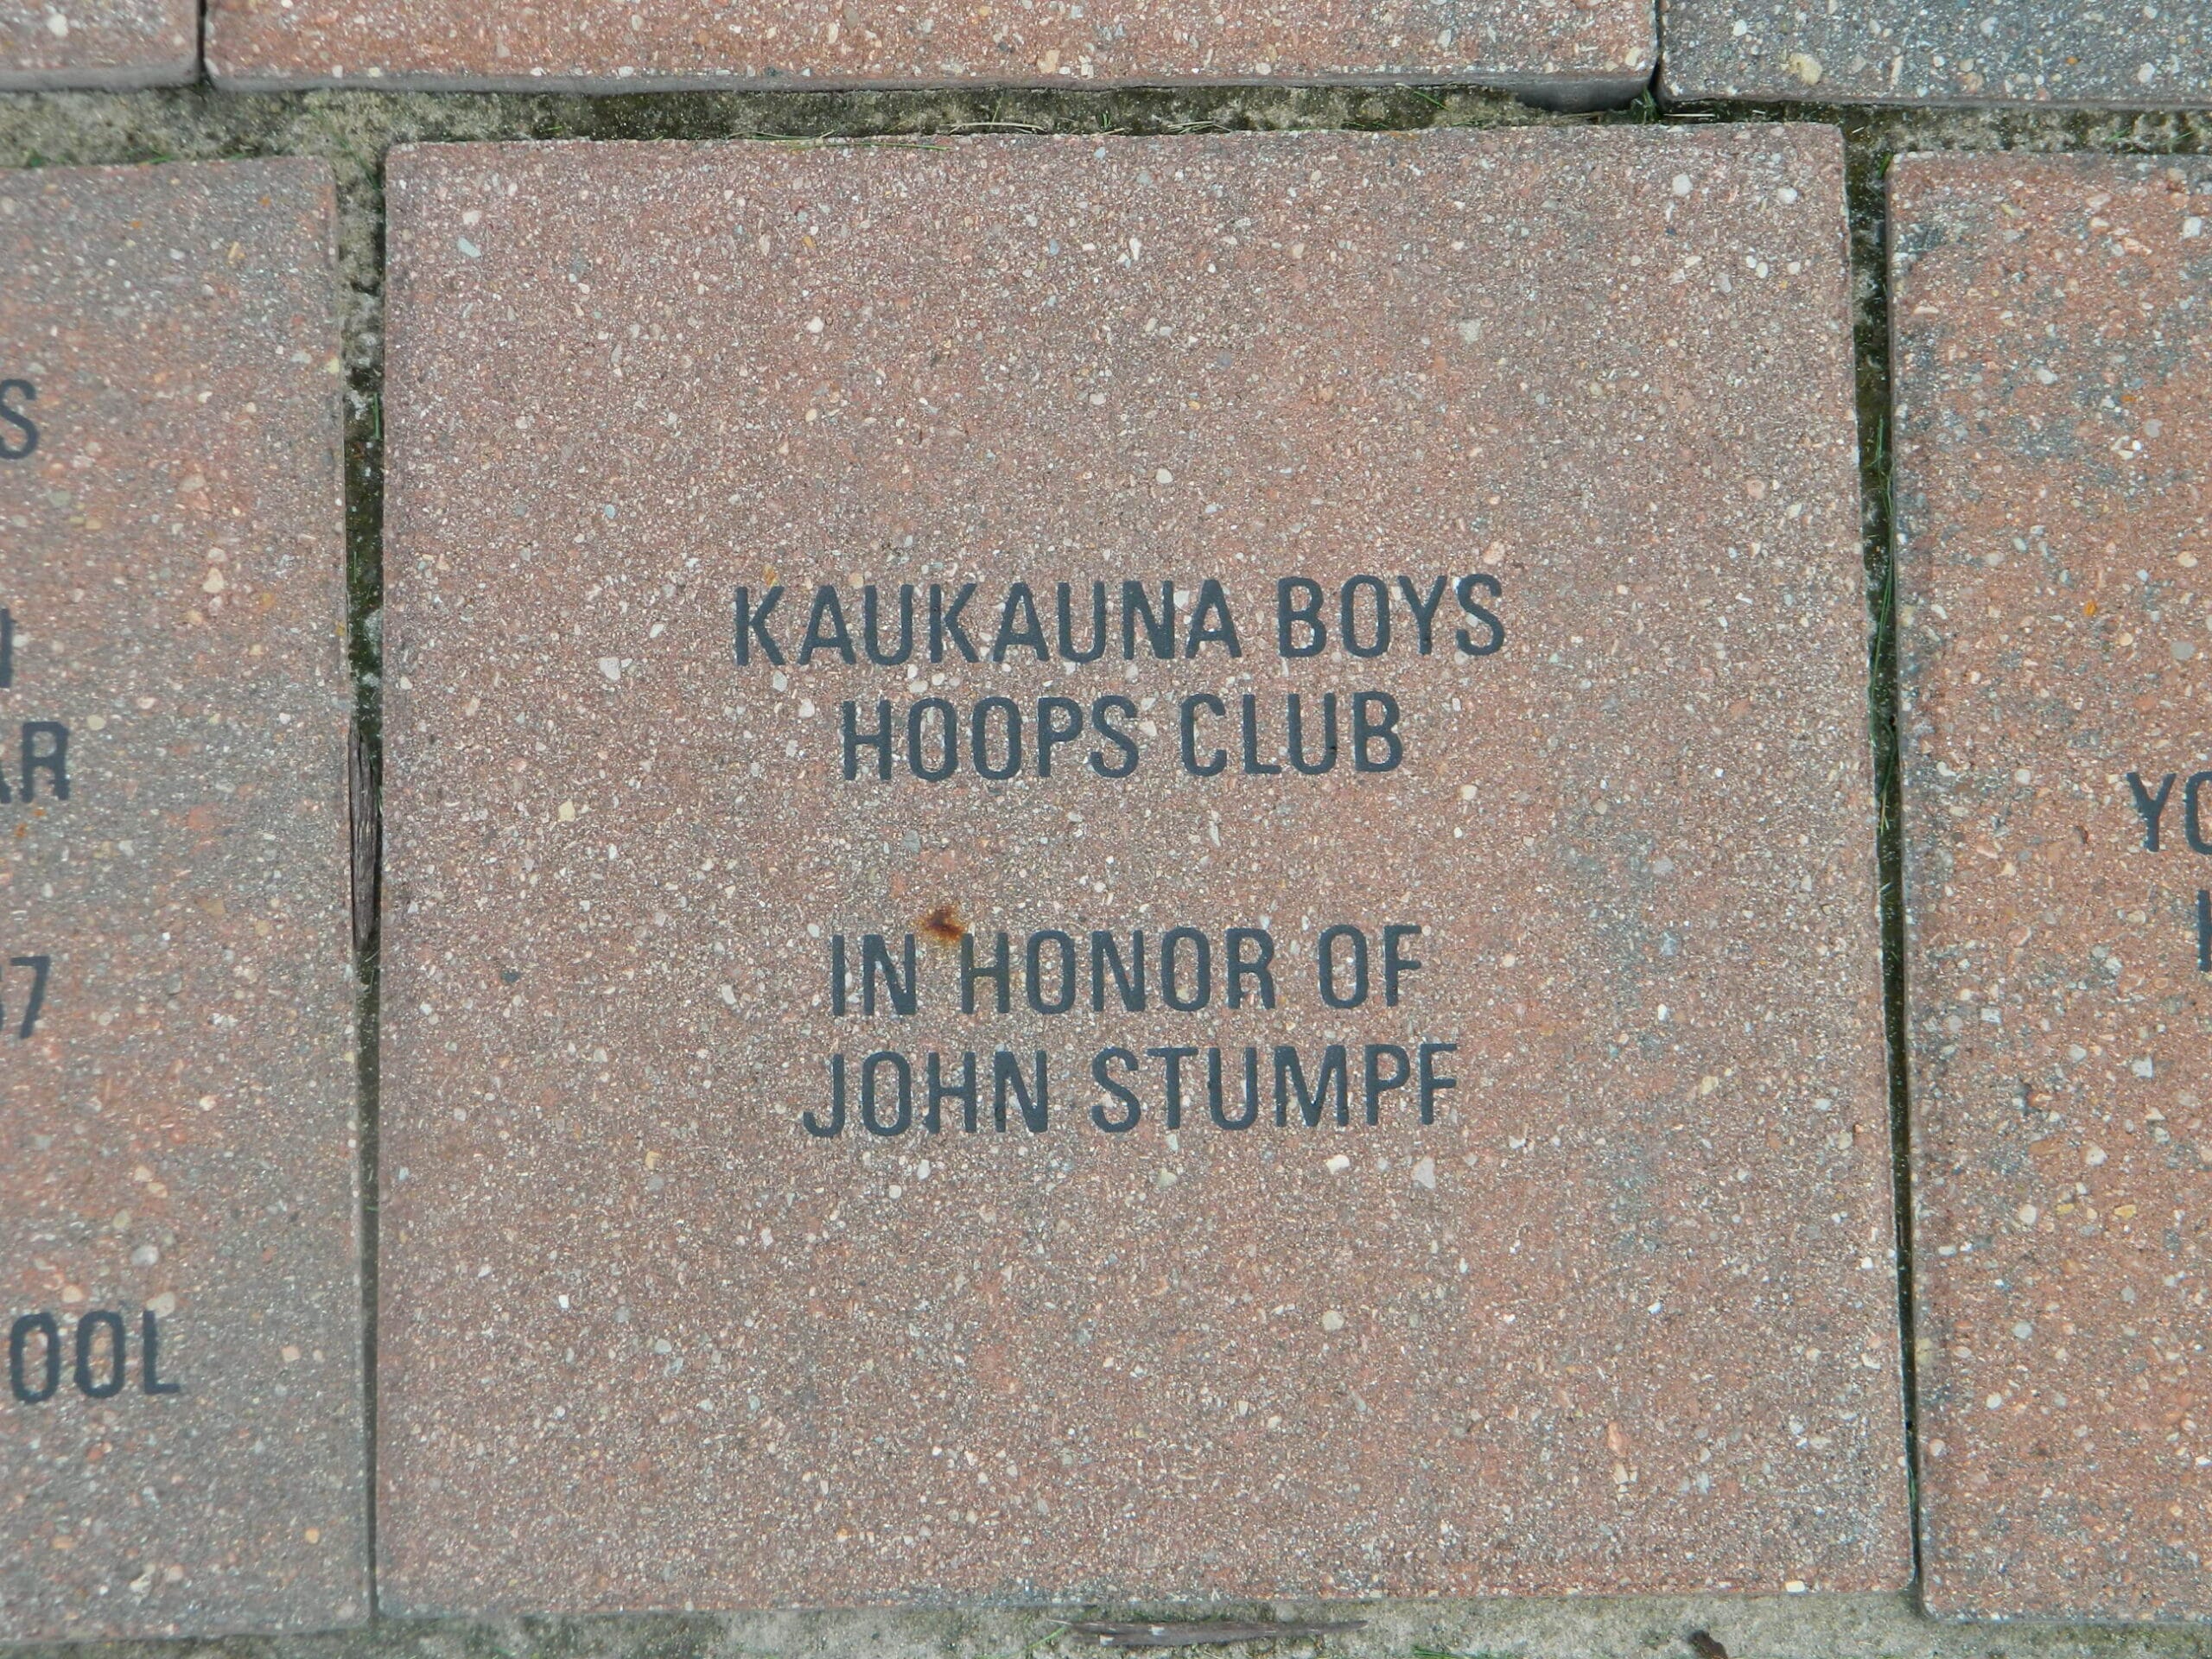 KAUKAUNA BOYS
HOOPS CLUB
IN HONOR OF
JOHN STUMPF